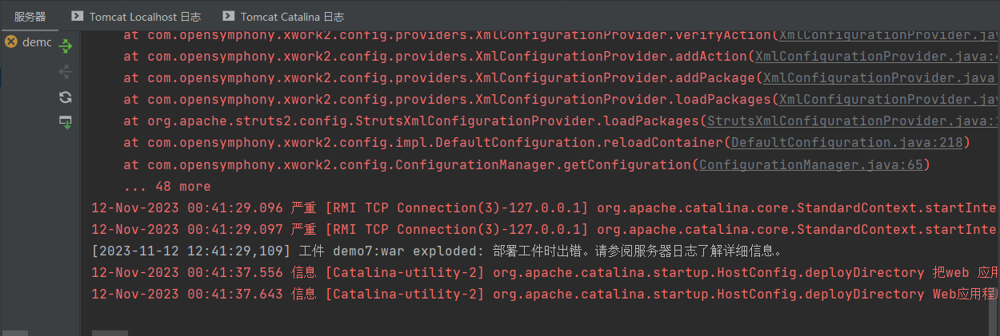 服务器 Tomcat Localhost 日志 Tomcat Catalina 日志
demo
at com.opensymphony.xwork2.config.providers.XmlConfigurationProvider.verifyAction(XmlConfigurationProvider.jav
at com.opensymphony.xwork2.config.providers.XmlConfigurationProvider.addAction(XmlConfigurationProvider.java:4
at com.opensymphony.xwork2.config.providers.XmlConfigurationProvider.addPackage(XmlConfigurationProvider.java
at com.opensymphony.xwork2.config.providers.XmlConfigurationProvider.loadPackages(XmlConfigurationProvider.jav
at org.apache.struts2.config.StrutsXmlConfigurationProvider.loadPackages(StrutsXmlConfigurationProvider.java:
at com.opensymphony.xwork2.config.impl.DefaultConfiguration.reloadContainer(DefaultConfiguration.java:218)
at com.opensymphony.xwork2.config.ConfigurationManager.getConfiguration(ConfigurationManager.java:65)
... 48 more
12-Nov-2023 00:41:29.096 严重 [RMI TCP Connection(3)-127.0.0.1] org.apache.catalina.core.StandardContext.startInte
12-Nov-2023 00:41:29.097 严重 [RMI TCP Connection(3)-127.0.0.1] org.apache.catalina.core.StandardContext.startInte
[2023-11-12 12:41:29,109] 工件 demo7:war exploded: 部署工件时出错。请参阅服务器日志了解详细信息。
12-Nov-2023 00:41:37.556 信息 [Catalina-utility-2] org.apache.catalina.startup.HostConfig.deployDirectory 把web 应用
12-Nov-2023 00:41:37.643 信息 [Catalina-utility-2] org.apache.catalina.startup.HostConfig.deployDirectory Web应用程